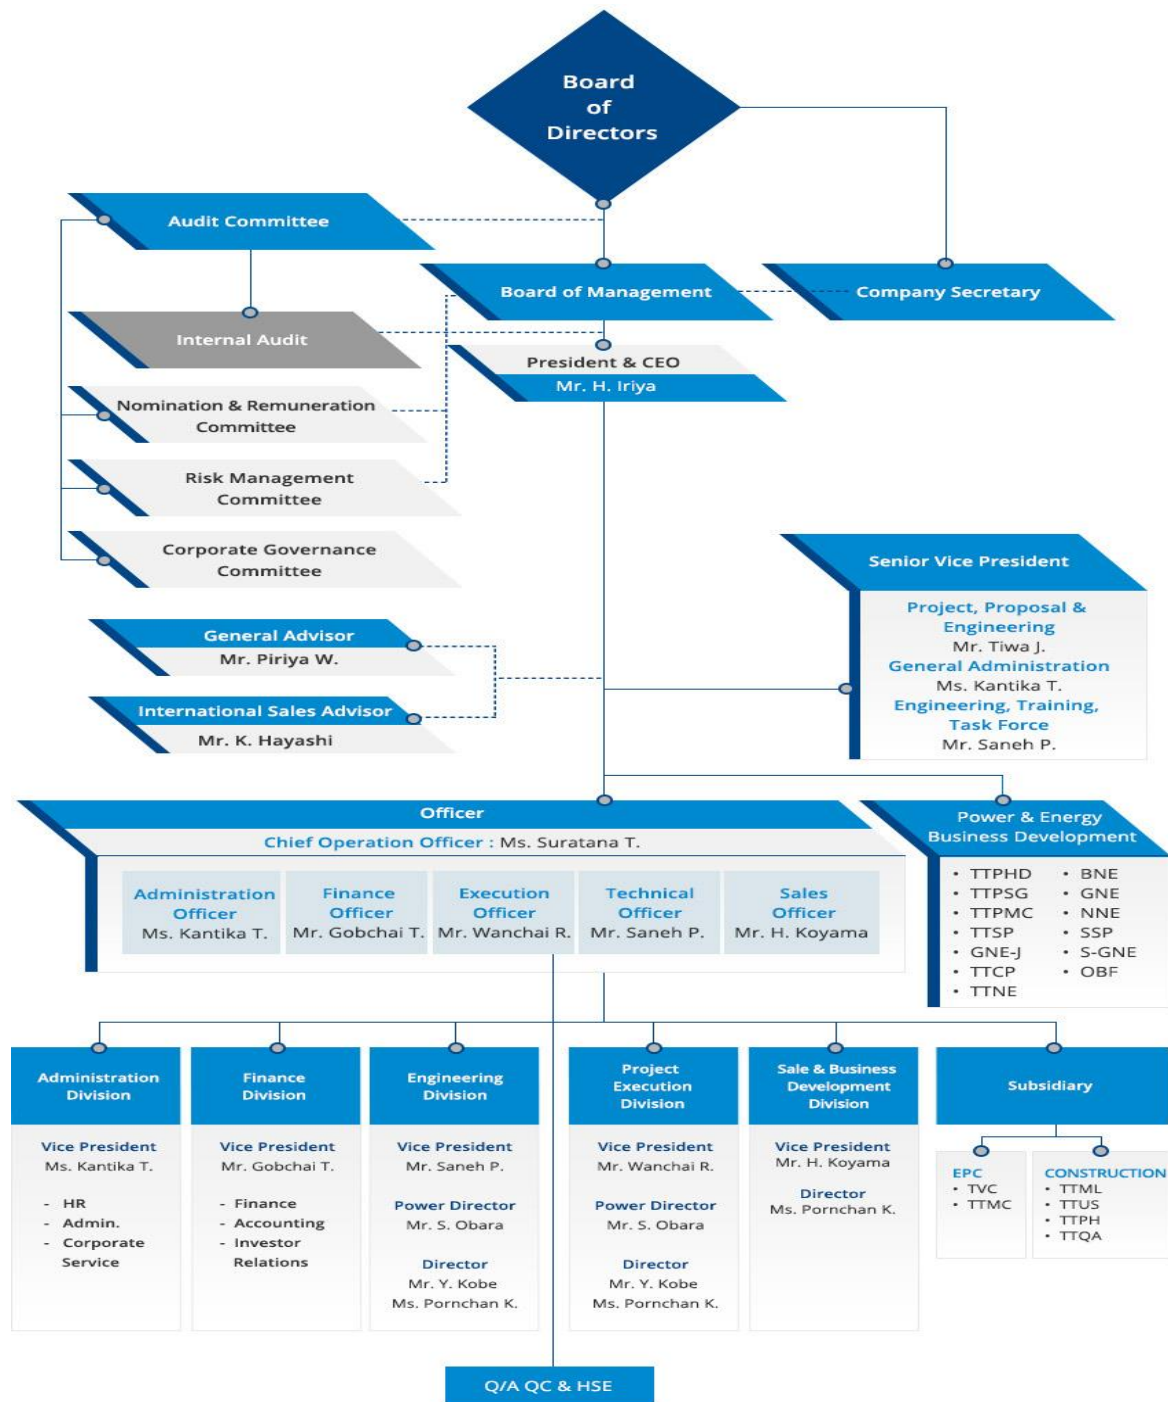 Board
of
Directors
Audit Committee
Board of Management
Company Secretary
Internal Audit
President & CEO
Mr. H. Iriya
Nomination & Remuneration
Committee
Risk Management
Committee
Corporate Governance
Committee
Senior Vice President
Project, Proposal &
Engineering
Mr. Tiwa J.
General Administration
Ms. Kantika T.
Engineering, Training,
Task Force
Mr. Saneh P.
General Advisor
Mr. Piriya W.
International Sales Advisor
Mr. K. Hayashi
Officer
Chief Operation Officer : Ms. Suratana T.
Administration
Officer
Ms. Kantika T.
Finance
Officer
Mr. Gobchai T.
Execution
Officer
Mr. Wanchai R.
Technical
Officer
Mr. Saneh P.
Sales
Officer
Mr. H. Koyama
Power & Energy
Business Development
• TTPHD
• TTPSG
• TTPMC
• TTSP
• GNE-J
• TTCP
• TTNE
• BNE
• GNE
• NNE
• SSP
• S-GNE
• OBF
Administration
Division
Vice President
Ms. Kantika T.
- HR
- Admin.
- Corporate
Service
Finance
Division
Vice President
Mr. Gobchai T.
- Finance
- Accounting
- Investor
Relations
Engineering
Division
Vice President
Mr. Saneh P.
Power Director
Mr. S. Obara
Director
Mr. Y. Kobe
Ms. Pornchan K.
Project
Execution
Division
Vice President
Mr. Wanchai R.
Power Director
Mr. S. Obara
Director
Mr. Y. Kobe
Ms. Pornchan K.
Sale & Business
Development
Division
Vice President
Mr. H. Koyama
Director
Ms. Pornchan K.
Subsidiary
EPC
• TVC
• TTMC
CONSTRUCTION
• TTML
• TTUS
• TTPH
• TTQA
Q/A QC & HSE